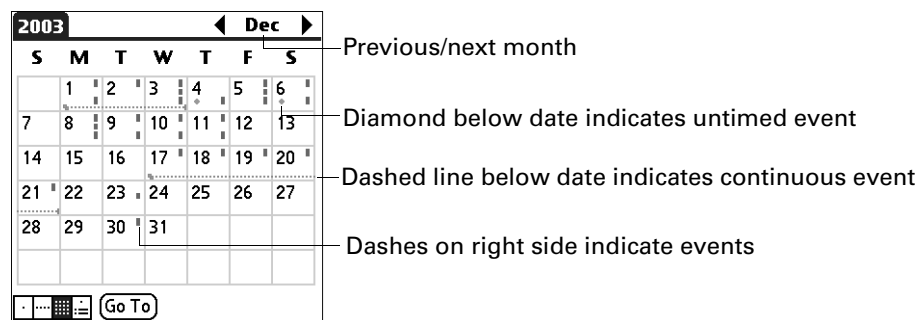 2003 Dec
S M T W T F S
1 2 3 4 5 6
7 8 9 10 11 12 13
14 15 16 17 18 19 20
21 22 23 24 25 26 27
28 29 30 31
Go To
Previous/next month
Diamond below date indicates untimed event
Dashed line below date indicates continuous event
Dashes on right side indicate events